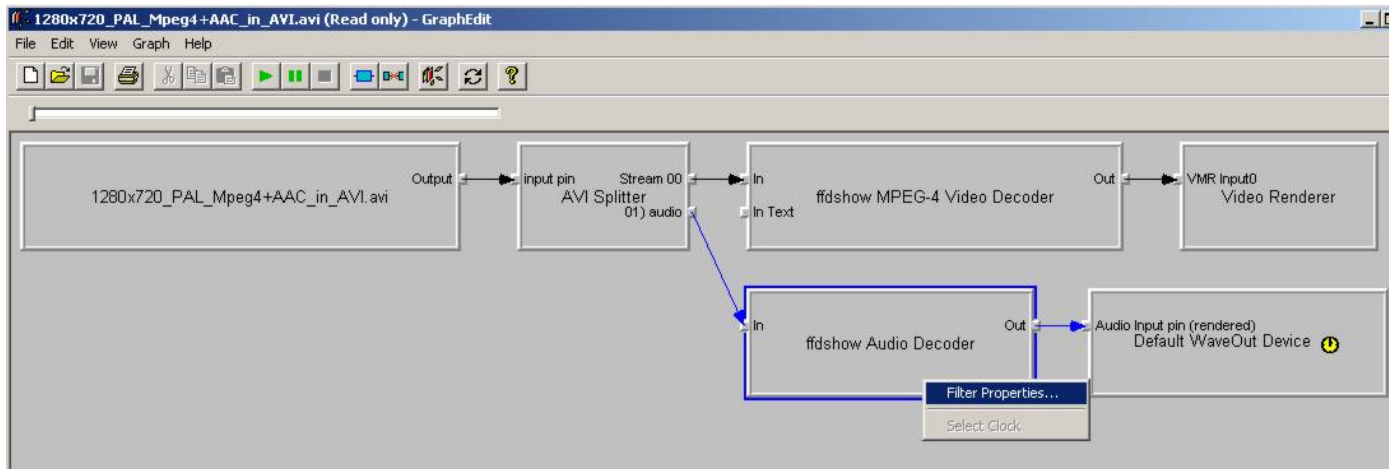 1280x720_PAL_Mpeg4+AAC_in_AVI.avi (Read only) - GraphEdit
File Edit View Graph Help
1280x720_PAL_Mpeg4+AAC_in_AVI.avi
Output
input pin
Stream 00
AVI Splitter
01) audio
In
In Text
ffdshow MPEG-4 Video Decoder
Out
VMR Input0
Video Renderer
In
ffdshow Audio Decoder
Out
Audio Input pin (rendered)
Default WaveOut Device
Filter Properties...
Select Clock